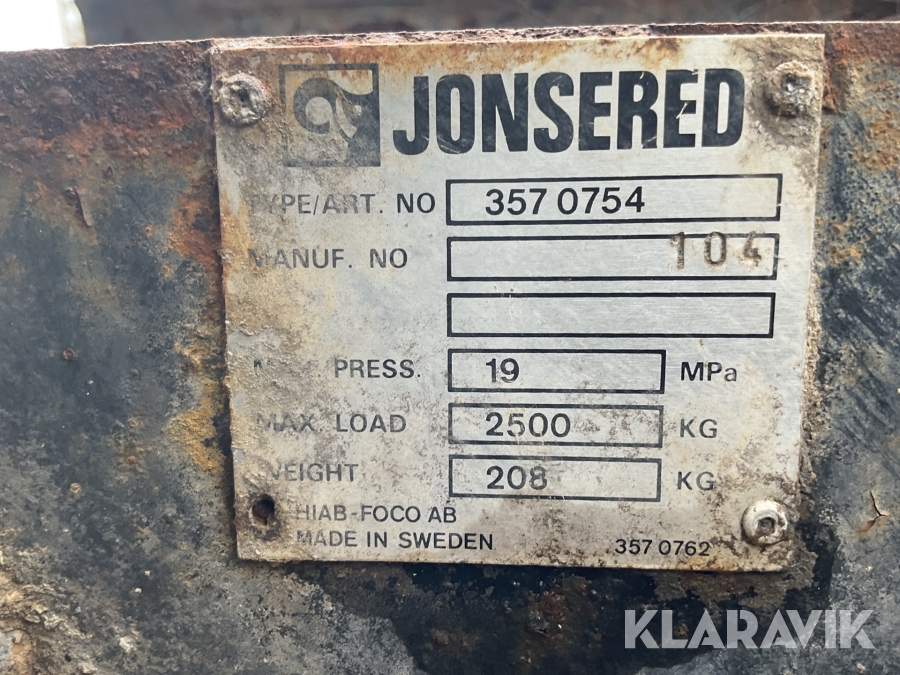 JONSERED
TYPE/ART. NO 357 0754
MANUF. NO 104
PRESS. 19 MPa
MAX. LOAD 2500 KG
WEIGHT 208 KG
HIAB-FOCO AB
MADE IN SWEDEN 357 0762
KLARAVIK